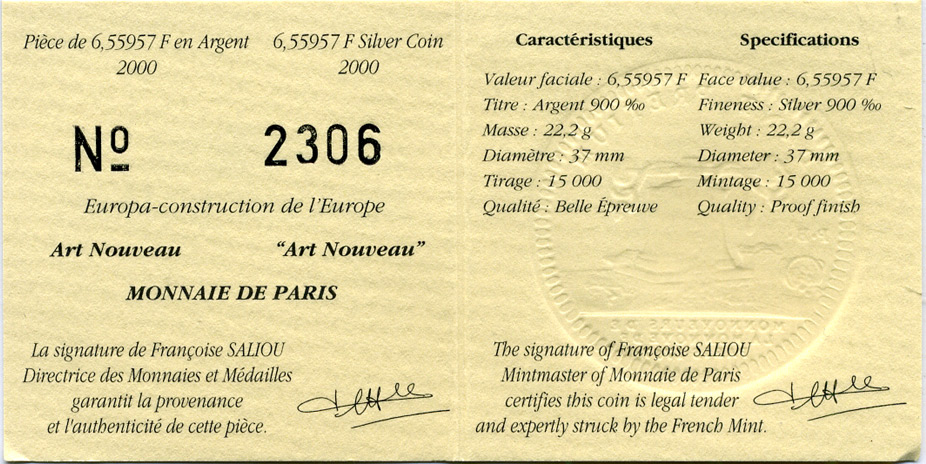 Pièce de 6,55957 F en Argent
2000
6,55957 F Silver Coin
2000
Nº 2306
Europa-construction de l'Europe
Art Nouveau "Art Nouveau"
MONNAIE DE PARIS
La signature de Françoise SALIOU
Directrice des Monnaies et Médailles
garantit la provenance
et l'authenticité de cette pièce.
Caractéristiques
Valeur faciale : 6,55957 F
Titre : Argent 900 ‰
Masse : 22,2 g
Diamètre : 37 mm
Tirage : 15 000
Qualité : Belle Épreuve
Specifications
Face value : 6,55957 F
Fineness : Silver 900 ‰
Weight : 22,2 g
Diameter : 37 mm
Mintage : 15 000
Quality : Proof finish
The signature of Françoise SALIOU
Mintmaster of Monnaie de Paris
certifies this coin is legal tender
and expertly struck by the French Mint.